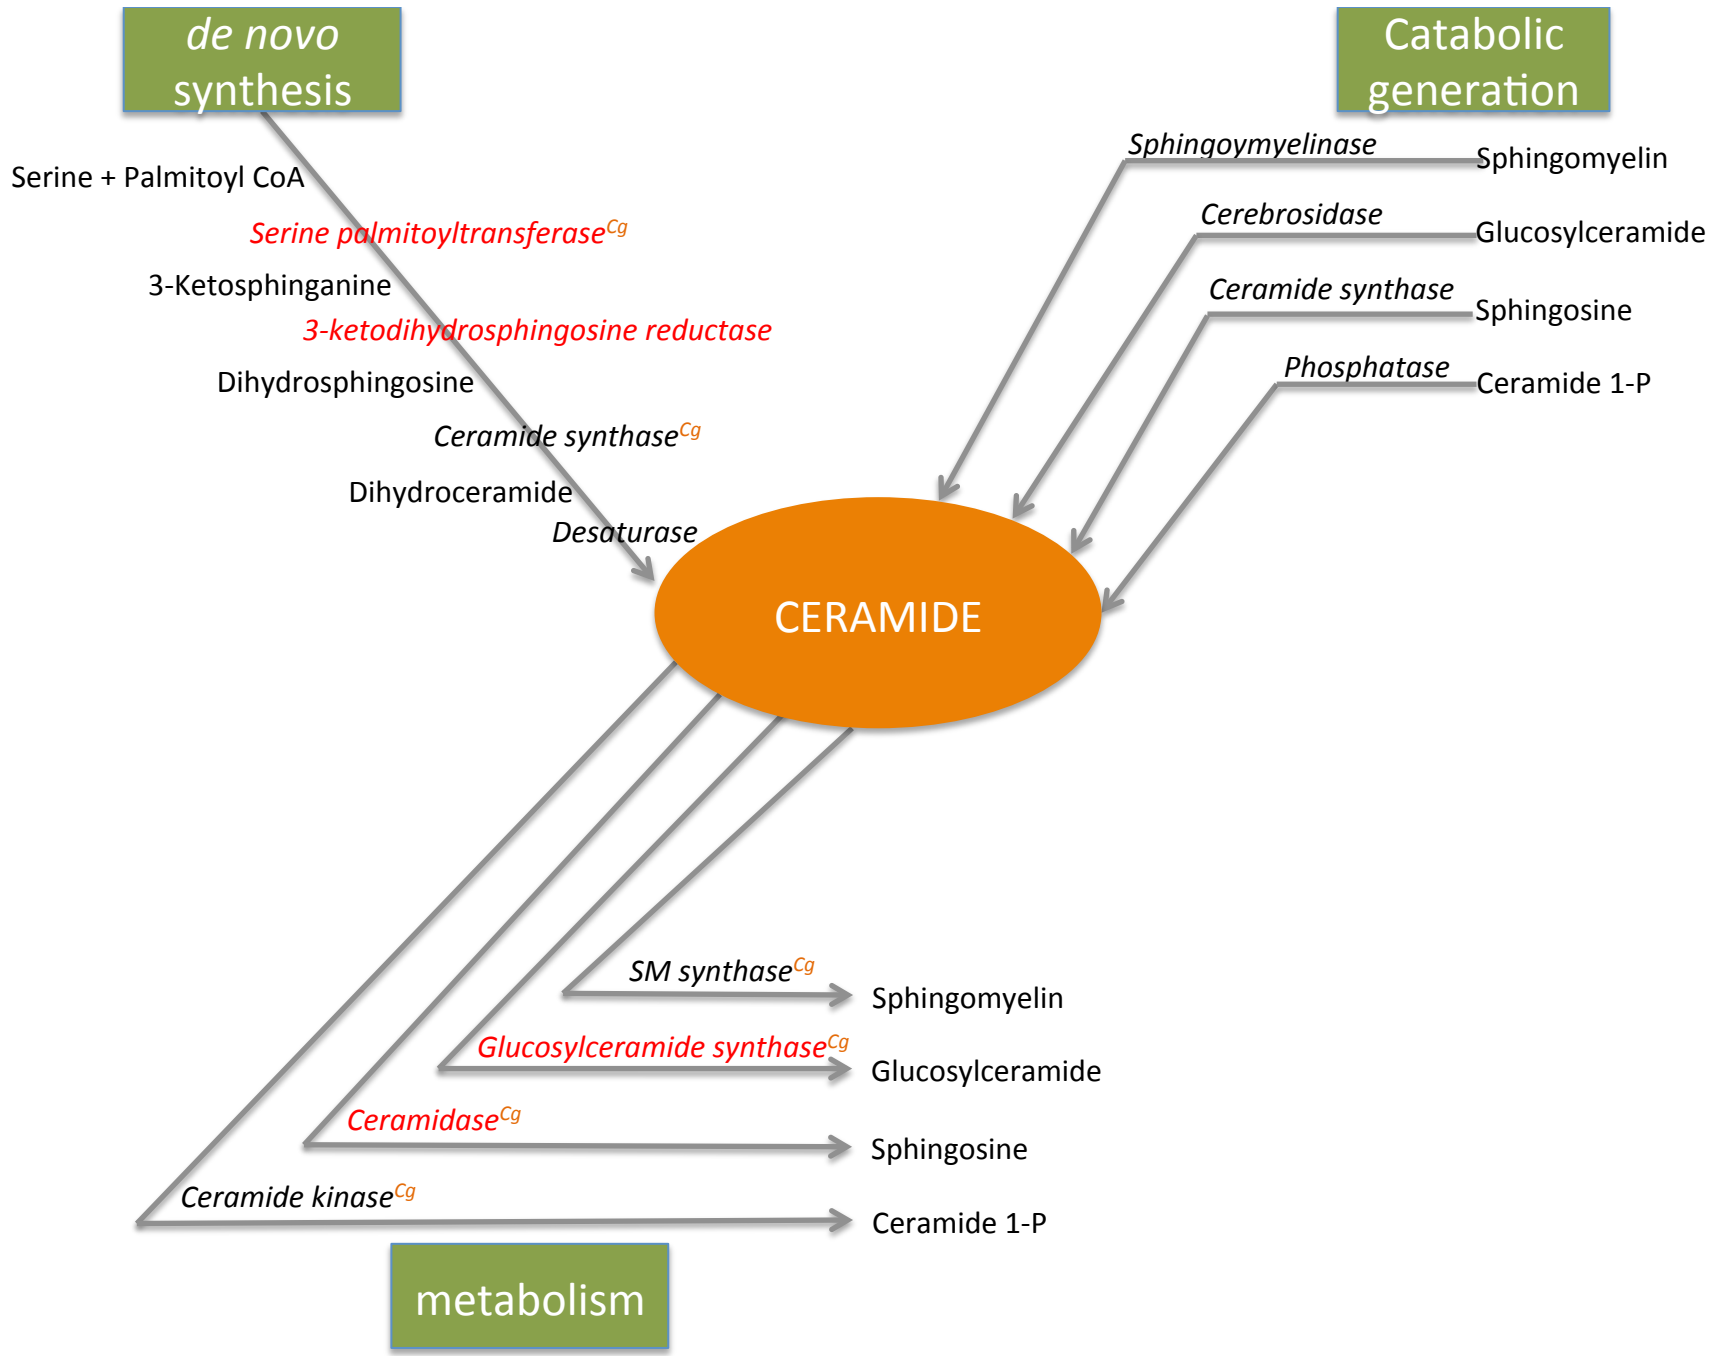 de novo
synthesis
Serine + Palmitoyl CoA
Serine palmitoyltransferaseCg
3-Ketosphinganine
3-ketodihydrosphingosine reductase
Dihydrosphingosine
Ceramide synthaseCg
Dihydroceramide
Desaturase
Catabolic
generation
Sphingoymyelinase
Sphingomyelin
Cerebrosidase
Glucosylceramide
Ceramide synthase
Sphingosine
Phosphatase
Ceramide 1-P
CERAMIDE
SM synthaseCg
Sphingomyelin
Glucosylceramide synthaseCg
Glucosylceramide
CeramidaseCg
Sphingosine
Ceramide kinaseCg
Ceramide 1-P
metabolism